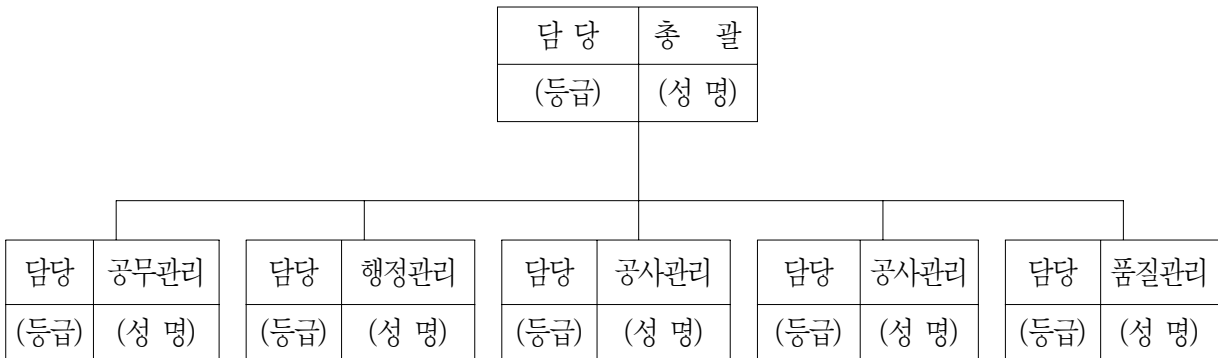 담 당 총 괄
(등급) (성 명)
담당 공무관리 담당 행정관리 담당 공사관리 담당 공사관리 담당 품질관리
(등급) (성 명) (등급) (성 명) (등급) (성 명) (등급) (성 명) (등급) (성 명)